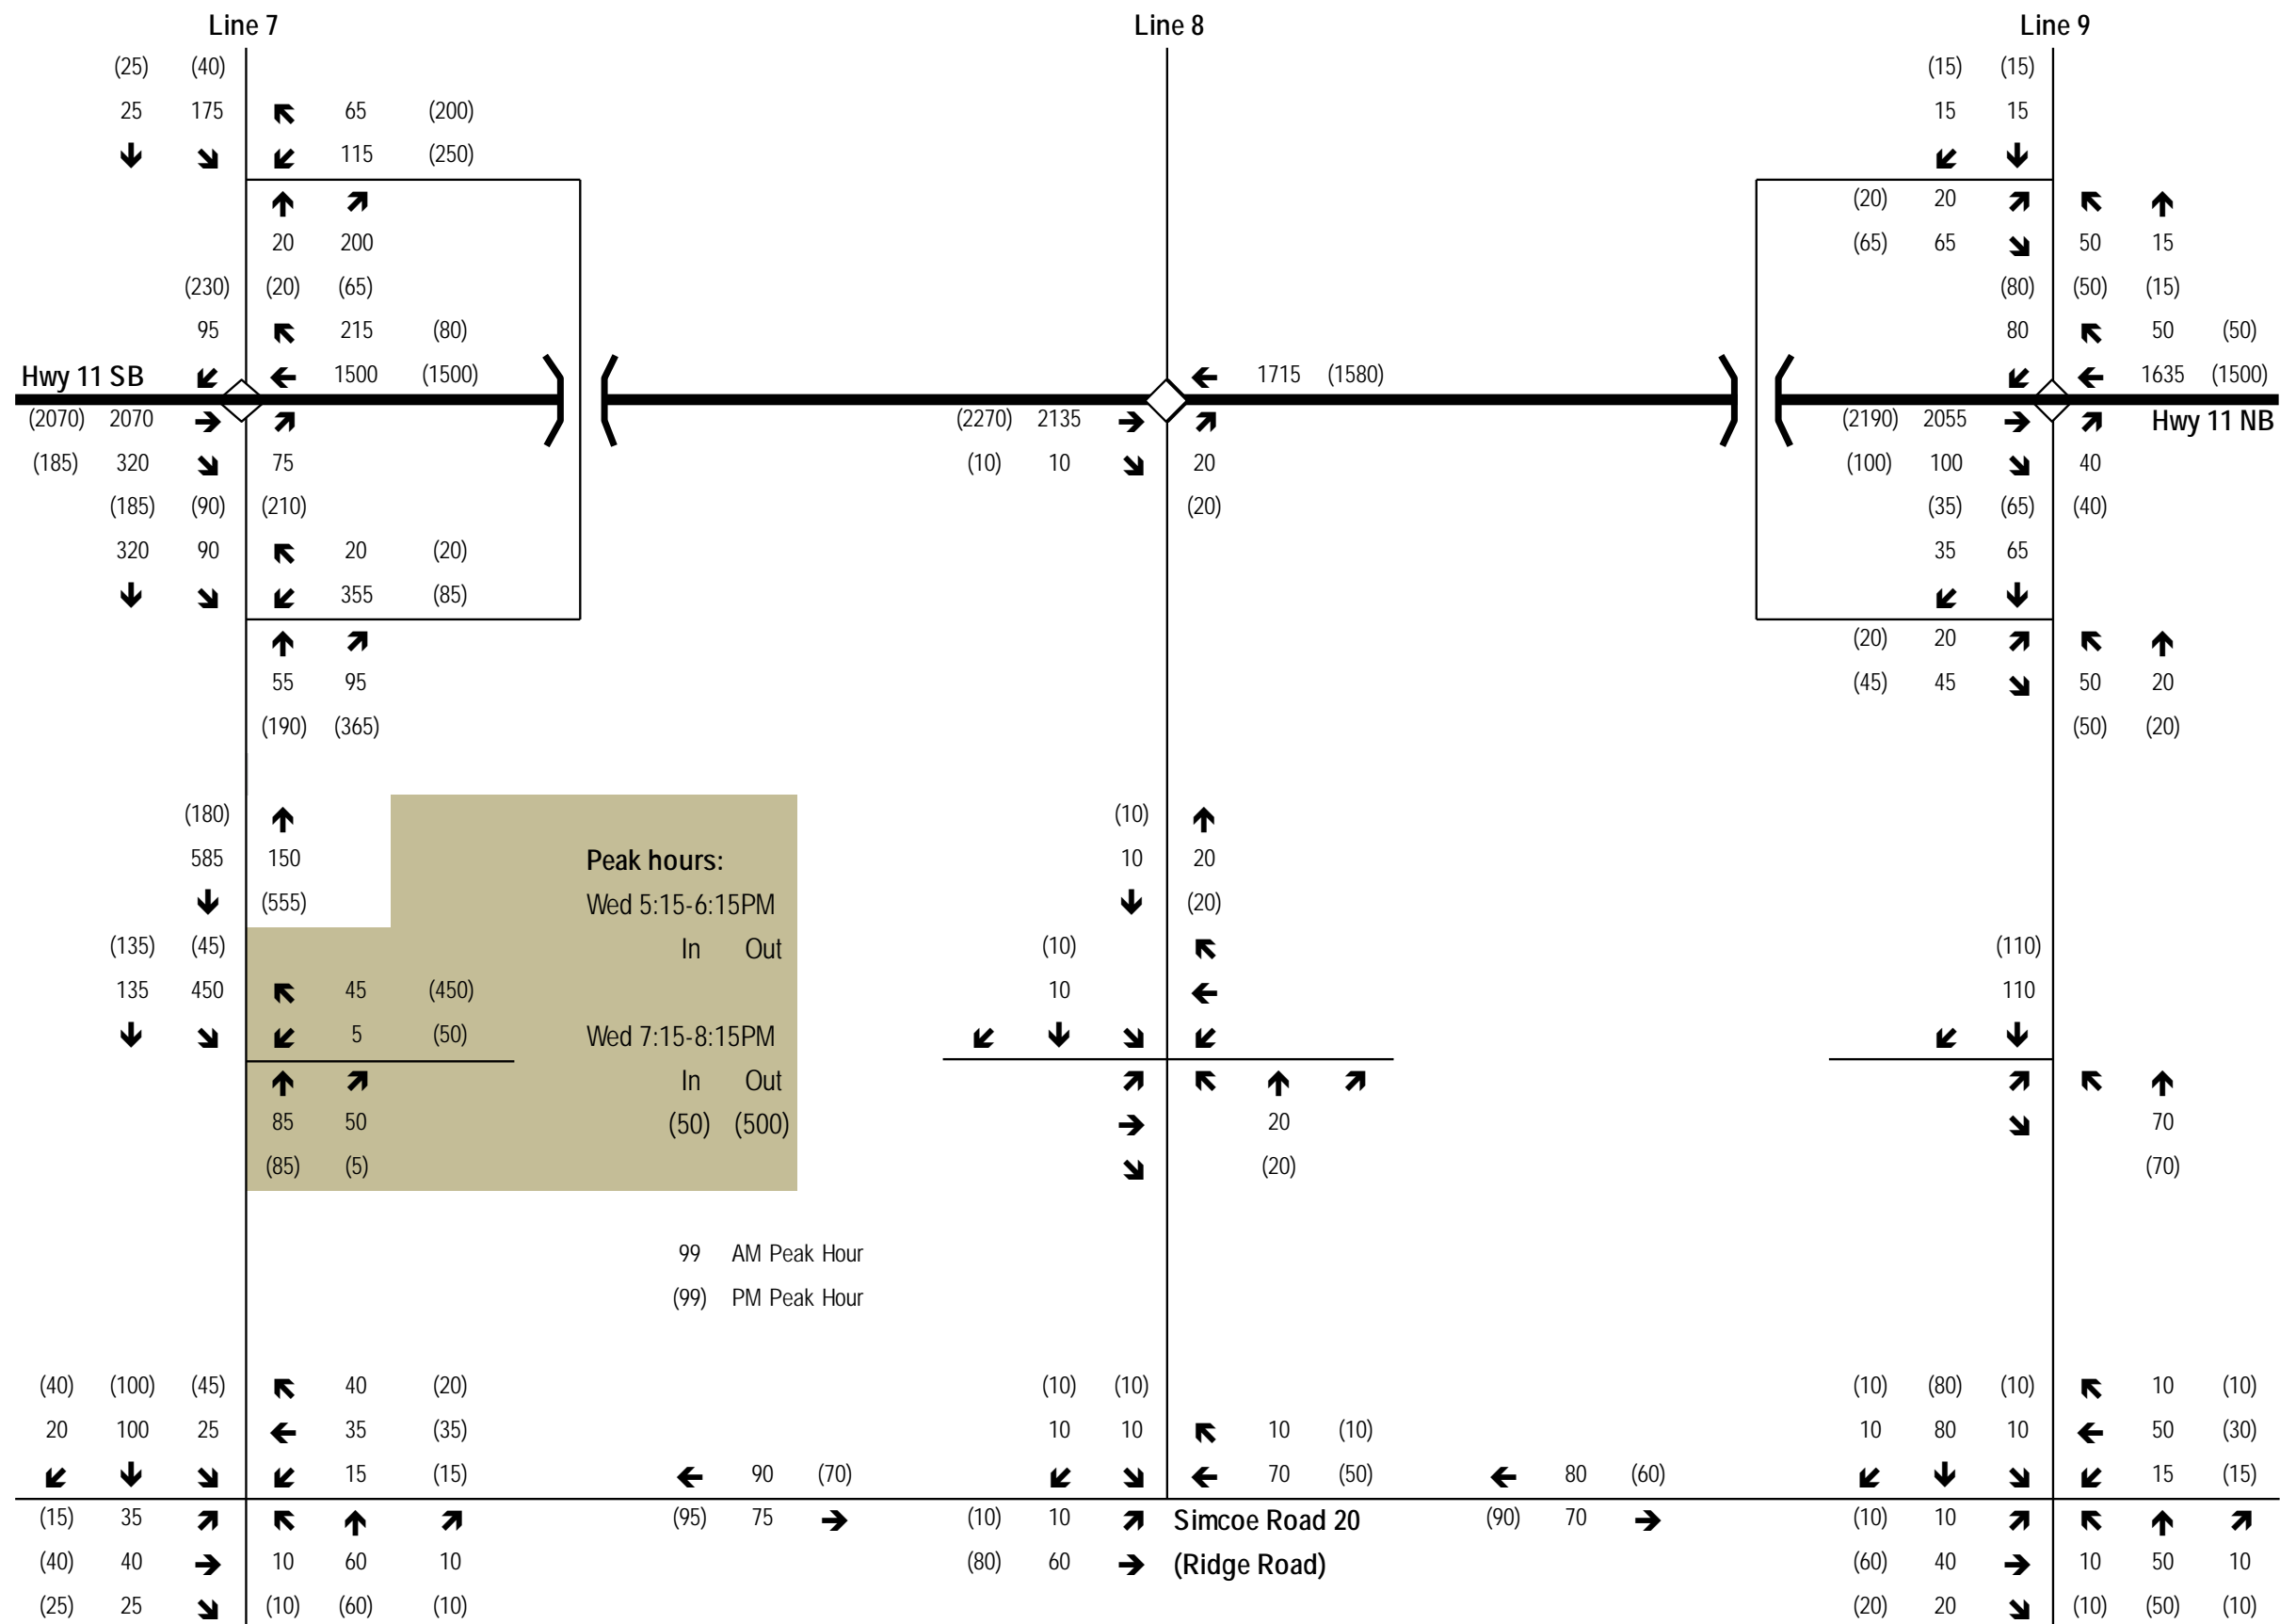 Line 7 Line 8 Line 9
(25) (40) (15) (15)
25 175 65 (200) 15 15
115 (250)
(20) 20
20 200 (65) 65 50 15
(230) (20) (65) (80) (50) (15)
95 215 (80) 80 50 (50)
Hwy 11 SB 1500 (1500) 1715 (1580) 1635 (1500)
(2070) 2070 (2270) 2135 (2190) 2055 Hwy 11 NB
(185) 320 75 (10) 10 20 (100) 100 40
(185) (90) (210) (20) (35) (65) (40)
320 90 20 (20) 35 65
355 (85)
(20) 20
55 95 (45) 45 50 20
(190) (365) (50) (20)
(180) (10)
585 150 Peak hours: 10 20
(555) Wed 5:15-6:15PM (20)
(135) (45) In Out (10) (110)
135 450 45 (450) 10 110
5 (50) Wed 7:15-8:15PM
In Out
85 50 (50) (500) 20 70
(85) (5) (20) (70)
99 AM Peak Hour
(99) PM Peak Hour
(40) (100) (45) 40 (20) (10) (10) (10) (80) (10) 10 (10)
20 100 25 35 (35) 10 10 10 (10) 10 80 10 50 (30)
15 (15) 90 (70) 70 (50) 80 (60) 15 (15)
(15) 35 (95) 75 (10) 10 Simcoe Road 20 (90) 70 (10) 10
(40) 40 10 60 10 (80) 60 (Ridge Road) (60) 40 10 50 10
(25) 25 (10) (60) (10) (20) 20 (10) (50) (10)